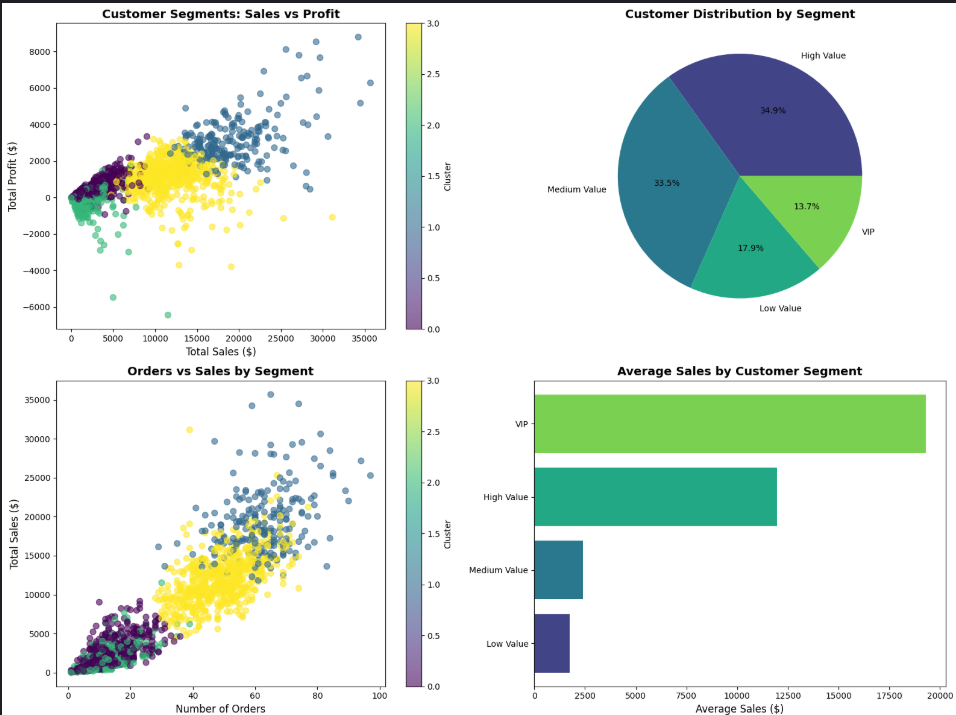 Customer Segments: Sales vs Profit
8000
6000
4000
2000
0
−2000
−4000
−6000
Total Profit ($)
0 5000 10000 15000 20000 25000 30000 35000
Total Sales ($)
3.0
2.5
2.0
1.5
1.0
0.5
0.0
Cluster
Customer Distribution by Segment
High Value
34.9%
Medium Value
33.5%
13.7%
VIP
17.9%
Low Value
Orders vs Sales by Segment
35000
30000
25000
20000
15000
10000
5000
0
Total Sales ($)
0 20 40 60 80 100
Number of Orders
3.0
2.5
2.0
1.5
1.0
0.5
0.0
Cluster
Average Sales by Customer Segment
VIP
High Value
Medium Value
Low Value
0 2500 5000 7500 10000 12500 15000 17500 20000
Average Sales ($)